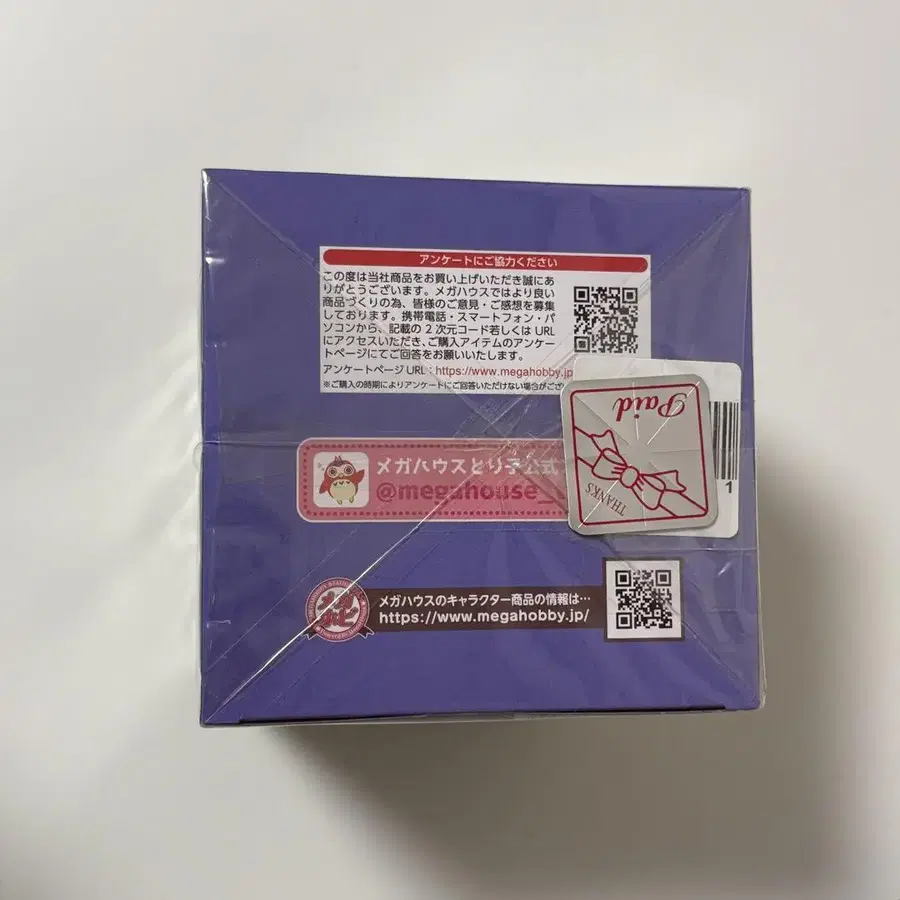 アンケートにご協力ください
この度は当社商品をお買い上げいただき誠にあ
りがとうございます。メガハウスではより良い
商品づくりの為、皆様のご意見・ご感想を募集
しております。携帯電話・スマートフォン・パ
ソコンから、記載の2次元コード若しくは URL
にアクセスいただき、ご購入アイテムのアンケー
トページにてご回答をお願いいたします。
アンケートページ URL：https://www.megahobby.jp
※ご購入の時期によりアンケートにご回答いただけない場合がござ
Paid
THANKS
1
メガハウスとり子公式
@megahouse_
メガホビ
メガハウスのキャラクター商品の情報は…
https://www.megahobby.jp/